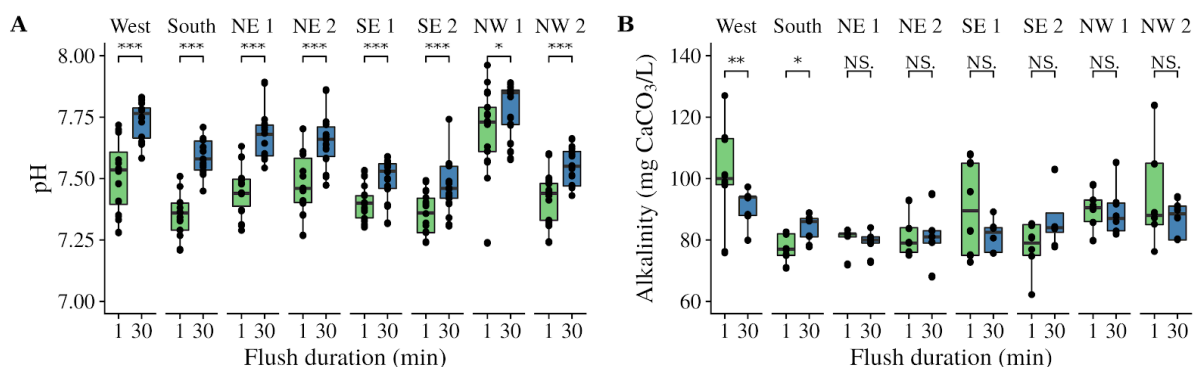 A West South NE 1 NE 2 SE 1 SE 2 NW 1 NW 2
*** *** *** *** *** *** * ***
8.00
7.75
7.50
7.25
7.00
pH
1 30 1 30 1 30 1 30 1 30 1 30 1 30 1 30
Flush duration (min)
B West South NE 1 NE 2 SE 1 SE 2 NW 1 NW 2
** * NS. NS. NS. NS. NS. NS.
140
120
100
80
60
Alkalinity (mg CaCO₃/L)
1 30 1 30 1 30 1 30 1 30 1 30 1 30 1 30
Flush duration (min)